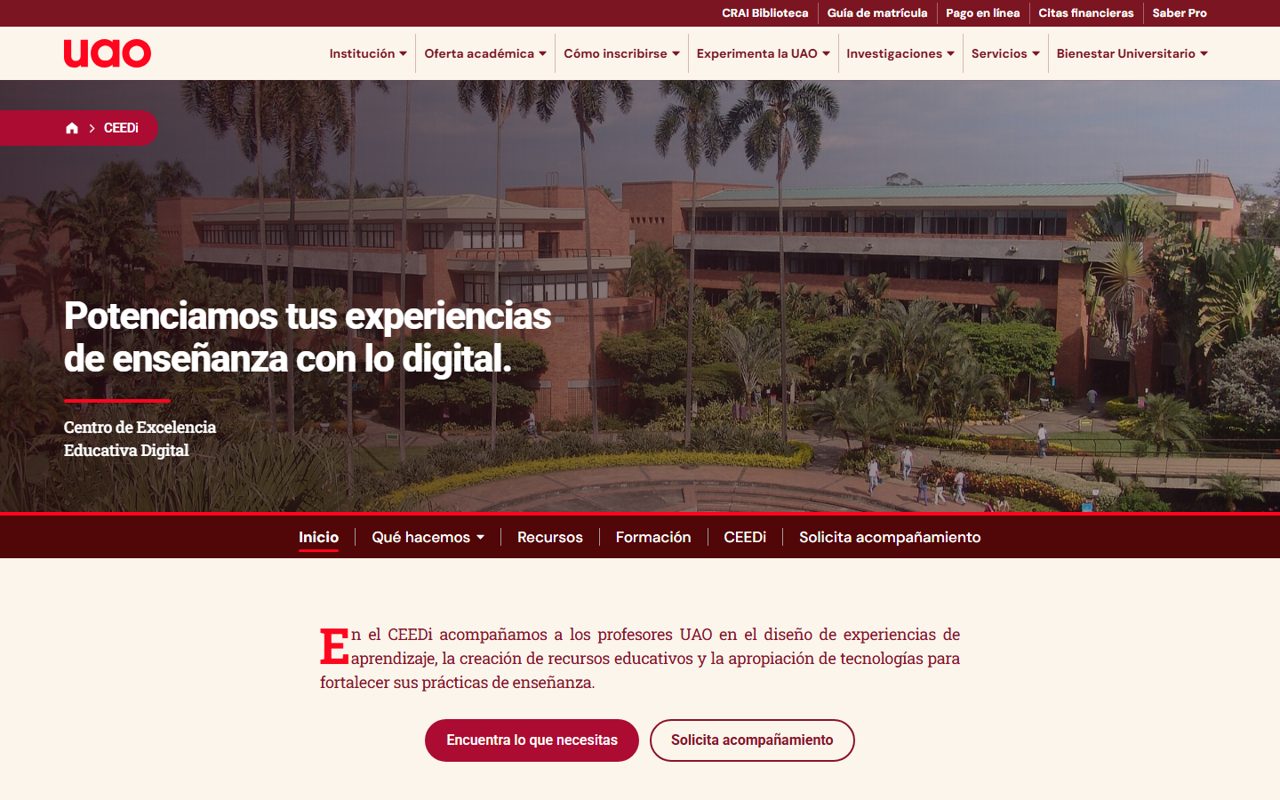 CRAI Biblioteca
Guía de matrícula
Pago en línea
Citas financieras
Saber Pro
uao
Institución
Oferta académica
Cómo inscribirse
Experimenta la UAO
Investigaciones
Servicios
Bienestar Universitario
CEEDi
Potenciamos tus experiencias
de enseñanza con lo digital.
Centro de Excelencia
Educativa Digital
Inicio
Qué hacemos
Recursos
Formación
CEEDi
Solicita acompañamiento
En el CEEDi acompañamos a los profesores UAO en el diseño de experiencias de
aprendizaje, la creación de recursos educativos y la apropiación de tecnologías para
fortalecer sus prácticas de enseñanza.
Encuentra lo que necesitas
Solicita acompañamiento